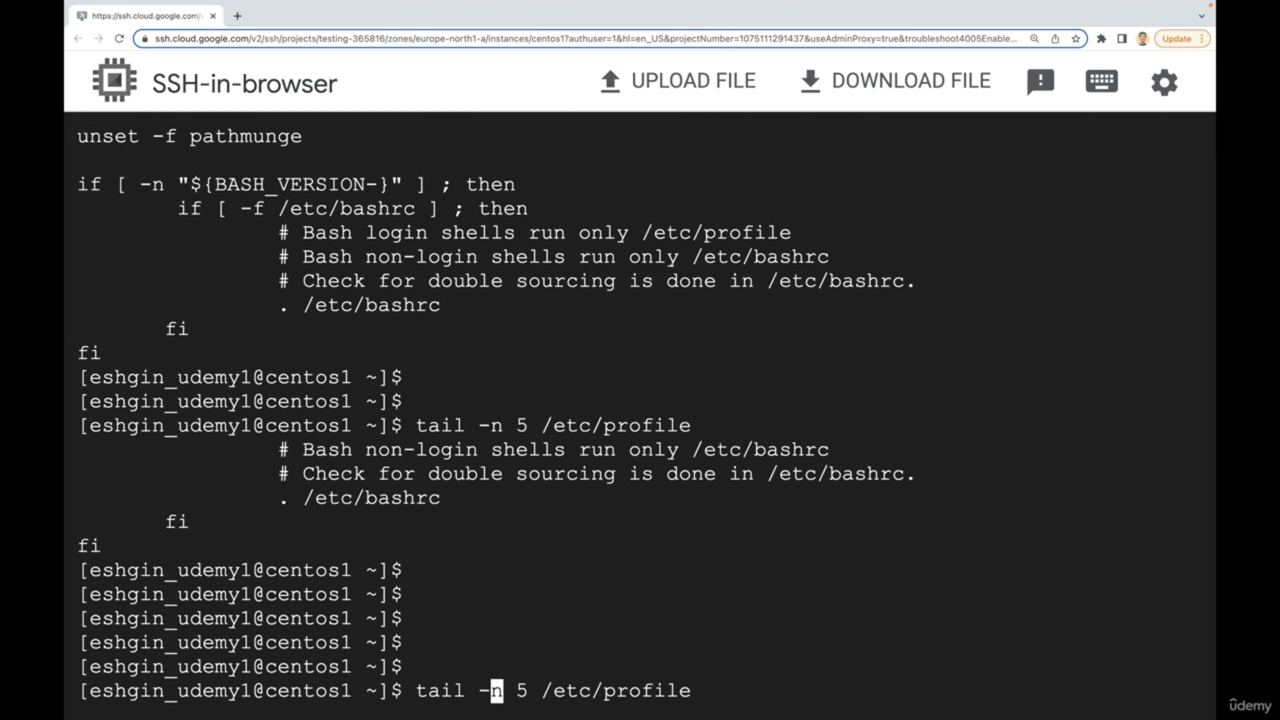 https://ssh.cloud.google.com/v
ssh.cloud.google.com/v2/ssh/projects/testing-365816/zones/europe-north1-a/instances/centos1?authuser=1&hl=en_US&projectNumber=1075111291437&useAdminProxy=true&troubleshoot4005Enable...
Update
SSH-in-browser
UPLOAD FILE
DOWNLOAD FILE
unset -f pathmunge
if [ -n "${BASH_VERSION-}" ] ; then
if [ -f /etc/bashrc ] ; then
# Bash login shells run only /etc/profile
# Bash non-login shells run only /etc/bashrc
# Check for double sourcing is done in /etc/bashrc.
. /etc/bashrc
fi
fi
[eshgin_udemy1@centos1 ~]$
[eshgin_udemy1@centos1 ~]$
[eshgin_udemy1@centos1 ~]$ tail -n 5 /etc/profile
# Bash non-login shells run only /etc/bashrc
# Check for double sourcing is done in /etc/bashrc.
. /etc/bashrc
fi
fi
[eshgin_udemy1@centos1 ~]$
[eshgin_udemy1@centos1 ~]$
[eshgin_udemy1@centos1 ~]$
[eshgin_udemy1@centos1 ~]$
[eshgin_udemy1@centos1 ~]$
[eshgin_udemy1@centos1 ~]$ tail -n 5 /etc/profile
ûdemy